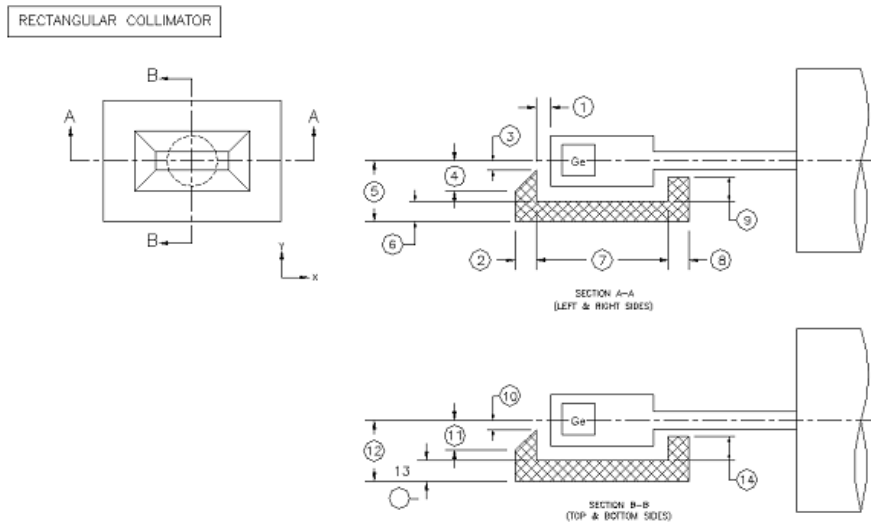 RECTANGULAR COLLIMATOR
B
A
A
B
y
x
1
3
Ge
4
5
6
9
2
7
8
SECTION A-A
(LEFT & RIGHT SIDES)
10
Ge
11
12
13
14
SECTION B-B
(TOP & BOTTOM SIDES)